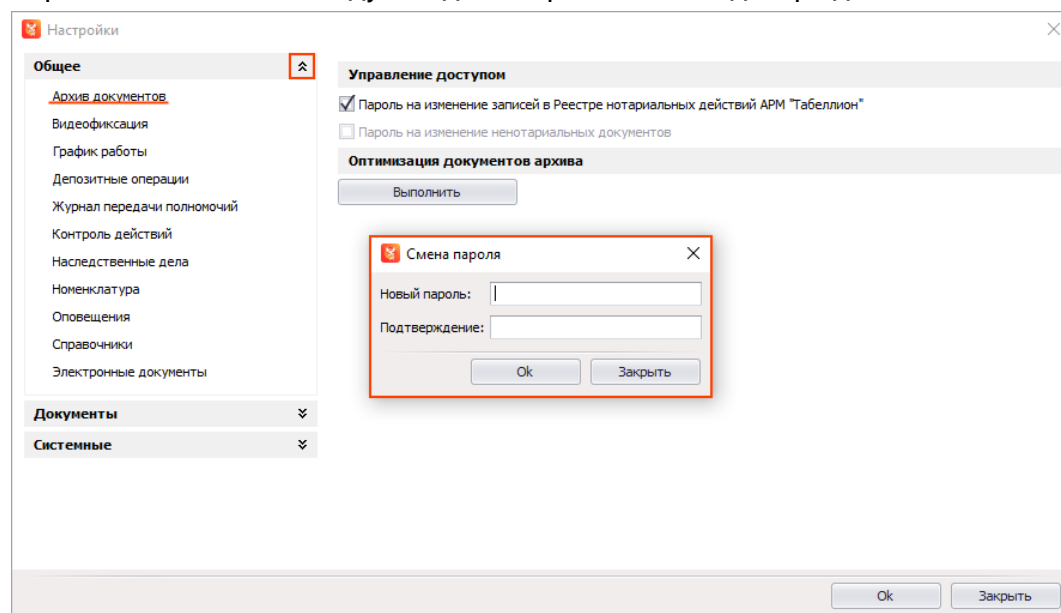 Настройки
Общее
Архив документов
Видеофиксация
График работы
Депозитные операции
Журнал передачи полномочий
Контроль действий
Наследственные дела
Номенклатура
Оповещения
Справочники
Электронные документы
Документы
Системные
Управление доступом
Пароль на изменение записей в Реестре нотариальных действий АРМ "Табеллион"
Пароль на изменение ненотариальных документов
Оптимизация документов архива
Выполнить
Смена пароля
Новый пароль:
Подтверждение:
Ok Закрыть
Ok Закрыть